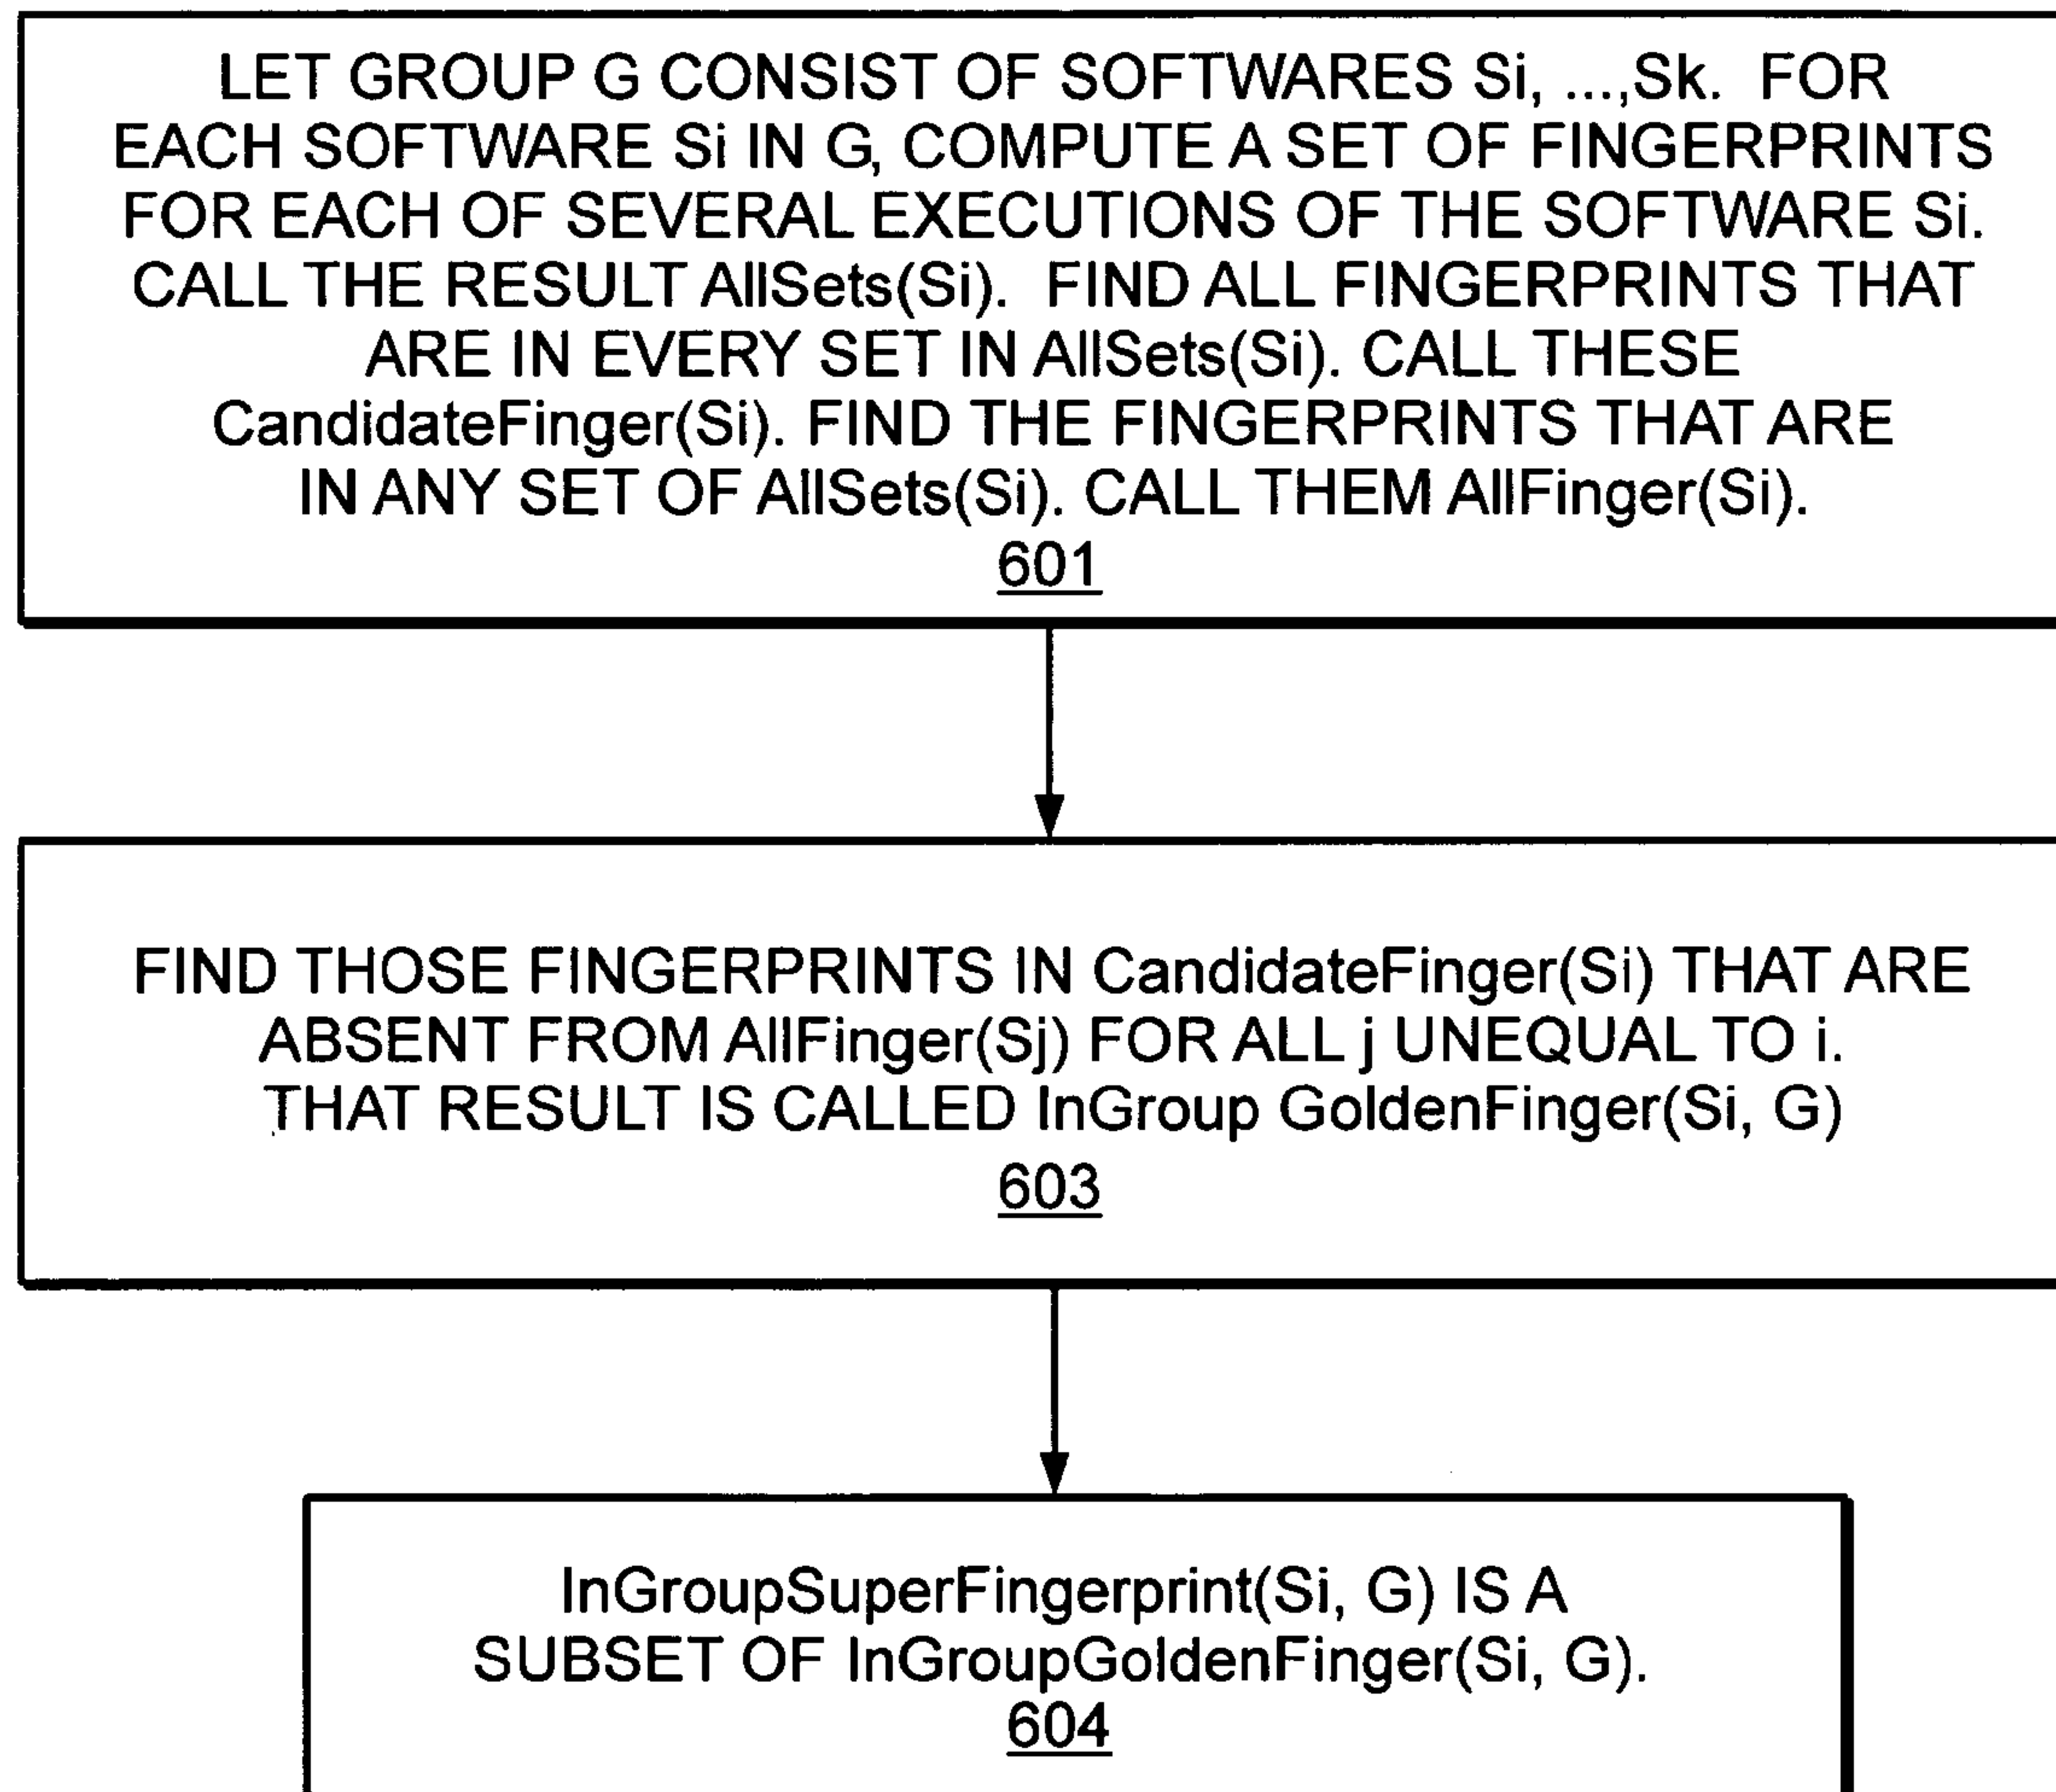 LET GROUP G CONSIST OF SOFTWARES Si, ...,Sk. FOR
EACH SOFTWARE Si IN G, COMPUTE A SET OF FINGERPRINTS
FOR EACH OF SEVERAL EXECUTIONS OF THE SOFTWARE Si.
CALL THE RESULT AllSets(Si). FIND ALL FINGERPRINTS THAT
ARE IN EVERY SET IN AllSets(Si). CALL THESE
CandidateFinger(Si). FIND THE FINGERPRINTS THAT ARE
IN ANY SET OF AllSets(Si). CALL THEM AllFinger(Si).
601
FIND THOSE FINGERPRINTS IN CandidateFinger(Si) THAT ARE
ABSENT FROM AllFinger(Sj) FOR ALL j UNEQUAL TO i.
THAT RESULT IS CALLED InGroup GoldenFinger(Si, G)
603
InGroupSuperFingerprint(Si, G) IS A
SUBSET OF InGroupGoldenFinger(Si, G).
604